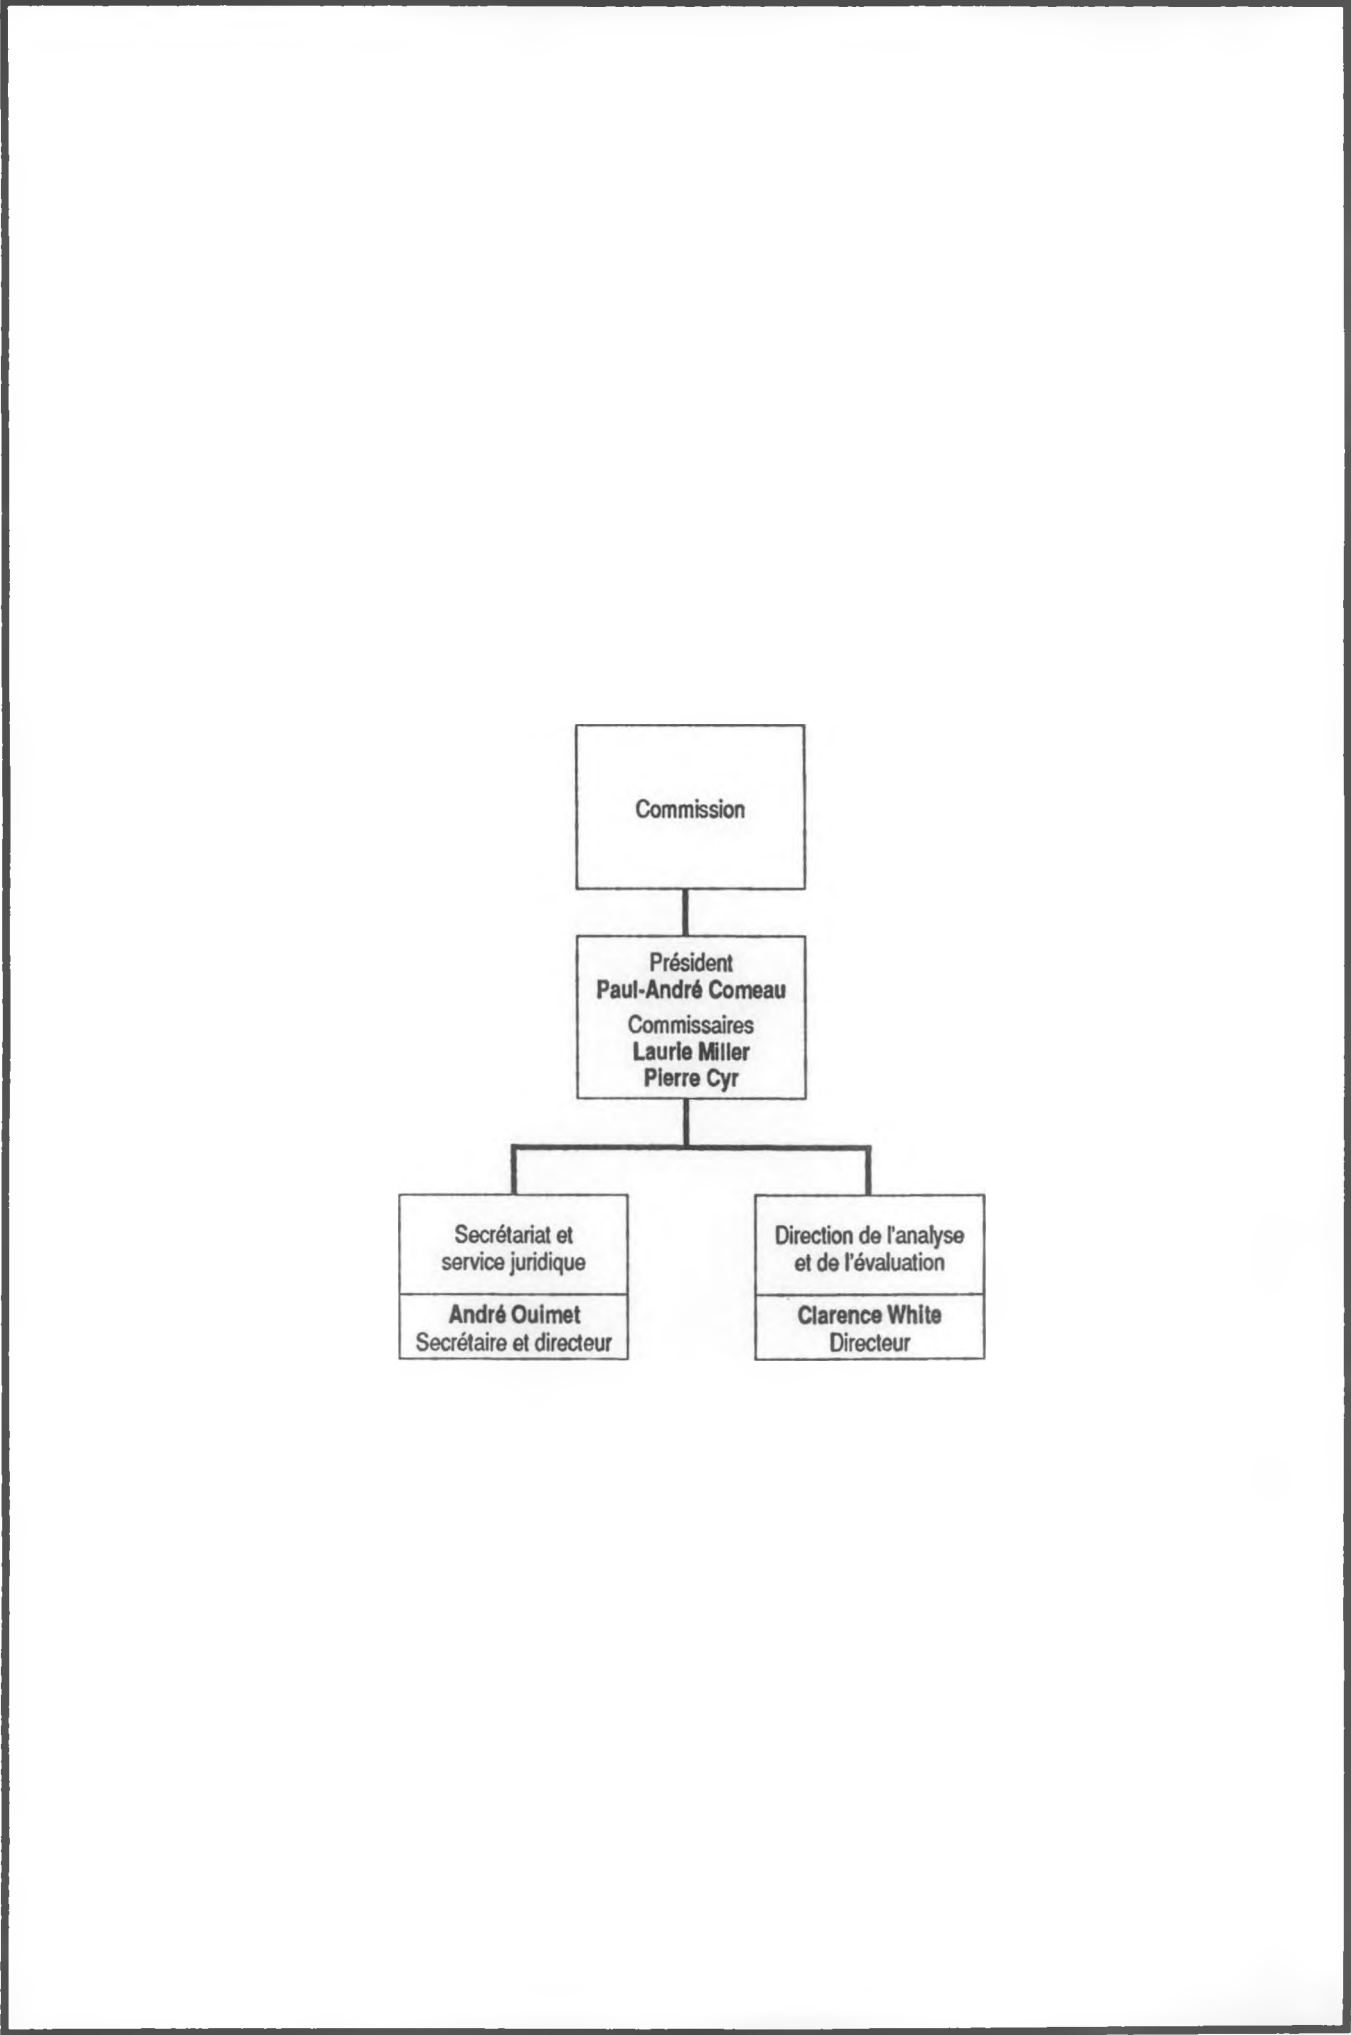 Commission
Président
Paul-André Comeau
Commissaires
Laurie Miller
Pierre Cyr
Secrétariat et
service juridique
André Ouimet
Secrétaire et directeur
Direction de l'analyse
et de l'évaluation
Clarence White
Directeur